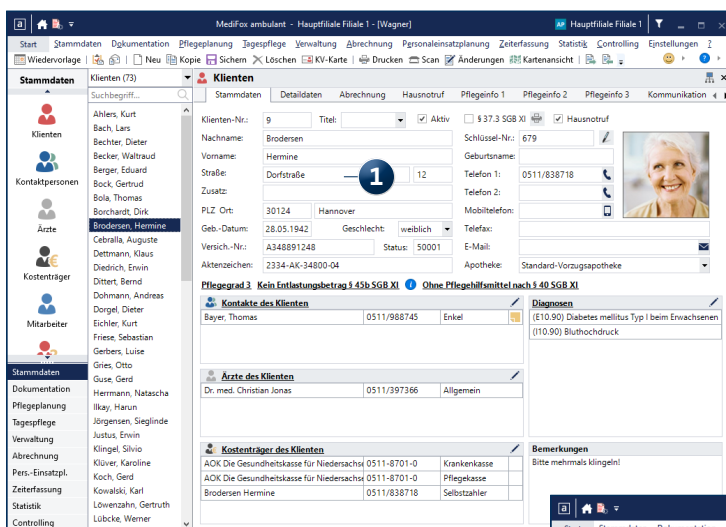 a MediFox ambulant - Hauptfiliale Filiale 1 - [Wagner] AP Hauptfiliale Filiale 1
Start Stammdaten Dokumentation Pflegeplanung Tagespflege Verwaltung Abrechnung Personaleinsatzplanung Zeiterfassung Statistik Controlling Einstellungen ?
Wiedervorlage Neu Kopie Sichern Löschen KV-Karte Drucken Scan Änderungen Kartenansicht
Stammdaten
Klienten
Kontaktpersonen
Ärzte
Kostenträger
Mitarbeiter
Stammdaten
Dokumentation
Pflegeplanung
Tagespflege
Verwaltung
Abrechnung
Pers.-Einsatzpl.
Zeiterfassung
Statistik
Controlling
Klienten (73)
Suchbegriff...
Ahlers, Kurt
Bach, Lars
Bechter, Dieter
Becker, Waltraud
Berger, Eduard
Bock, Gertrud
Bola, Thomas
Borchardt, Dirk
Brodersen, Hermine
Cebralla, Auguste
Dettmann, Klaus
Diedrich, Erwin
Dittert, Bernd
Dohmann, Andreas
Dorgel, Dieter
Eichler, Kurt
Friese, Sebastian
Gerbers, Luise
Gries, Otto
Guse, Gerd
Herrmann, Natascha
Ilkay, Harun
Jörgensen, Sieglinde
Justus, Erwin
Klingel, Silvio
Klüver, Karoline
Koch, Gerd
Kowalski, Karl
Löwenzahn, Gertruth
Lübcke, Werner
Klienten
Stammdaten Detaildaten Abrechnung Hausnotruf Pflegeinfo 1 Pflegeinfo 2 Pflegeinfo 3 Kommunikation
Klienten-Nr.: 9 Titel: Aktiv § 37.3 SGB XI Hausnotruf
Nachname: Brodersen Schlüssel-Nr.: 679
Vorname: Hermine Geburtsname:
Straße: Dorfstraße 1 12 Telefon 1: 0511/838718
Zusatz: Telefon 2:
PLZ Ort: 30124 Hannover Mobiltelefon:
Geb.-Datum: 28.05.1942 Geschlecht: weiblich Telefax:
Versich.-Nr.: A348891248 Status: 50001 E-Mail:
Aktenzeichen: 2334-AK-34800-04 Apotheke: Standard-Vorzugsapotheke
Pflegegrad 3 Kein Entlastungsbetrag § 45b SGB XI Ohne Pflegehilfsmittel nach § 40 SGB XI
Kontakte des Klienten
Bayer, Thomas 0511/988745 Enkel
Diagnosen
(E10.90) Diabetes mellitus Typ I beim Erwachsenen
(I10.90) Bluthochdruck
Ärzte des Klienten
Dr. med. Christian Jonas 0511/397366 Allgemein
Kostenträger des Klienten
AOK Die Gesundheitskasse für Niedersachse 0511-8701-0 Krankenkasse
AOK Die Gesundheitskasse für Niedersachse 0511-8701-0 Pflegekasse
Brodersen Hermine 0511/838718 Selbstzahler
Bemerkungen
Bitte mehrmals klingeln!
a